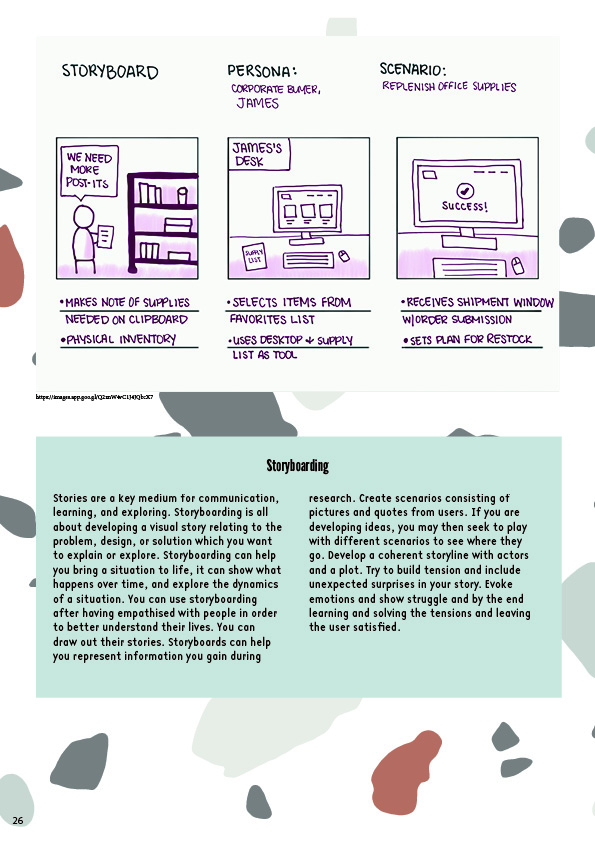 STORYBOARD
PERSONA:
CORPORATE BUYER,
JAMES
SCENARIO:
REPLENISH OFFICE SUPPLIES
WE NEED
MORE
POST-ITS
JAMES'S
DESK
SUPPLY
LIST
SUCCESS!
•MAKES NOTE OF SUPPLIES
NEEDED ON CLIPBOARD
•PHYSICAL INVENTORY
•SELECTS ITEMS FROM
FAVORITES LIST
•USES DESKTOP & SUPPLY
LIST AS TOOL
•RECEIVES SHIPMENT WINDOW
W/ORDER SUBMISSION
•SETS PLAN FOR RESTOCK
Storyboarding
Stories are a key medium for communication,
learning, and exploring. Storyboarding is all
about developing a visual story relating to the
problem, design, or solution which you want
to explain or explore. Storyboarding can help
you bring a situation to life, it can show what
happens over time, and explore the dynamics
of a situation. You can use storyboarding
after having empathised with people in order
to better understand their lives. You can
draw out their stories. Storyboards can help
you represent information you gain during
research. Create scenarios consisting of
pictures and quotes from users. If you are
developing ideas, you may then seek to play
with different scenarios to see where they
go. Develop a coherent storyline with actors
and a plot. Try to build tension and include
unexpected surprises in your story. Evoke
emotions and show struggle and by the end
learning and solving the tensions and leaving
the user satisfied.
26